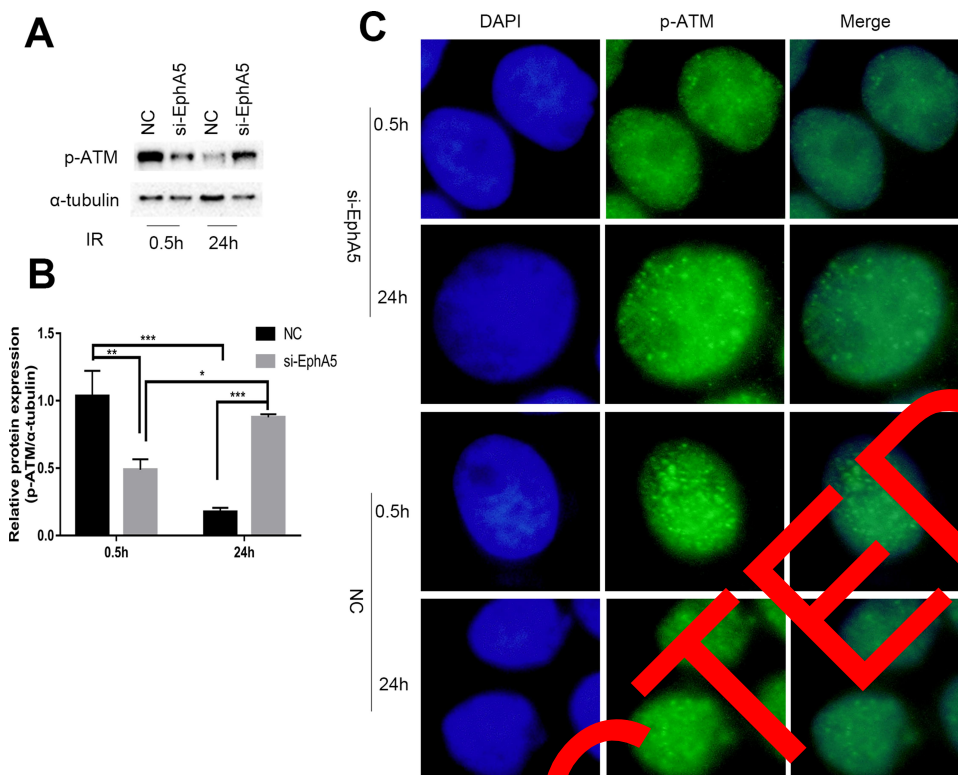 A
NC
si-EphA5
NC
si-EphA5
p-ATM
α-tubulin
IR
0.5h
24h
B
Relative protein expression
(p-ATM/α-tubulin)
1.5
1.0
0.5
0.0
0.5h
24h
NC
si-EphA5
***
**
*
***
C
DAPI
p-ATM
Merge
si-EphA5
0.5h
24h
NC
0.5h
24h